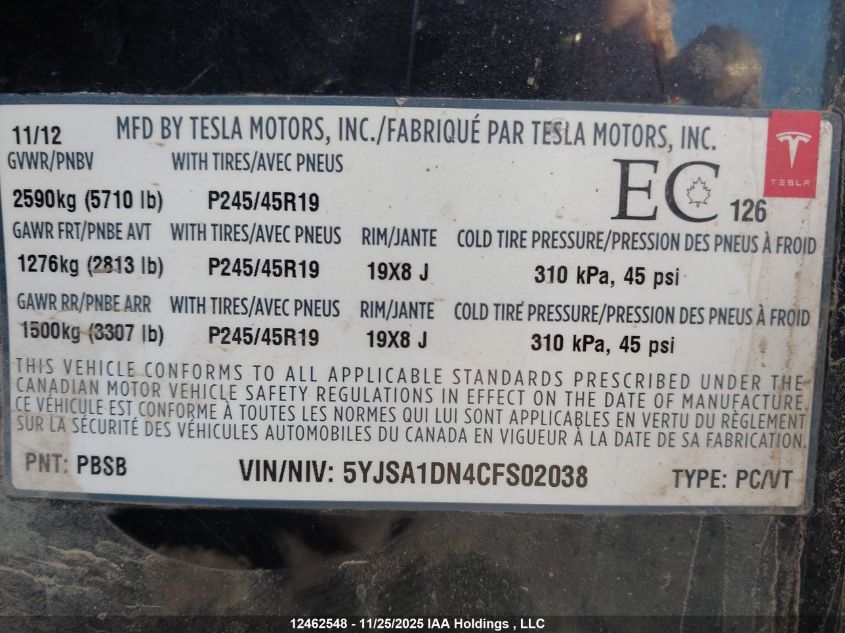 11/12 MFD BY TESLA MOTORS, INC./FABRIQUÉ PAR TESLA MOTORS, INC.
TESLA
GVWR/PNBV WITH TIRES/AVEC PNEUS
2590kg (5710 lb) P245/45R19
EC 126
GAWR FRT/PNBE AVT WITH TIRES/AVEC PNEUS RIM/JANTE COLD TIRE PRESSURE/PRESSION DES PNEUS À FROID
1276kg (2813 lb) P245/45R19 19X8 J 310 kPa, 45 psi
GAWR RR/PNBE ARR WITH TIRES/AVEC PNEUS RIM/JANTE COLD TIRE PRESSURE/PRESSION DES PNEUS À FROID
1500kg (3307 lb) P245/45R19 19X8 J 310 kPa, 45 psi
THIS VEHICLE CONFORMS TO ALL APPLICABLE STANDARDS PRESCRIBED UNDER THE
CANADIAN MOTOR VEHICLE SAFETY REGULATIONS IN EFFECT ON THE DATE OF MANUFACTURE.
CE VÉHICULE EST CONFORME À TOUTES LES NORMES QUI LUI SONT APPLICABLES EN VERTU DU RÈGLEMENT
SUR LA SÉCURITÉ DES VÉHICULES AUTOMOBILES DU CANADA EN VIGUEUR À LA DATE DE SA FABRICATION.
PNT: PBSB VIN/NIV: 5YJSA1DN4CFS02038 TYPE: PC/VT
12462548 - 11/25/2025 IAA Holdings , LLC